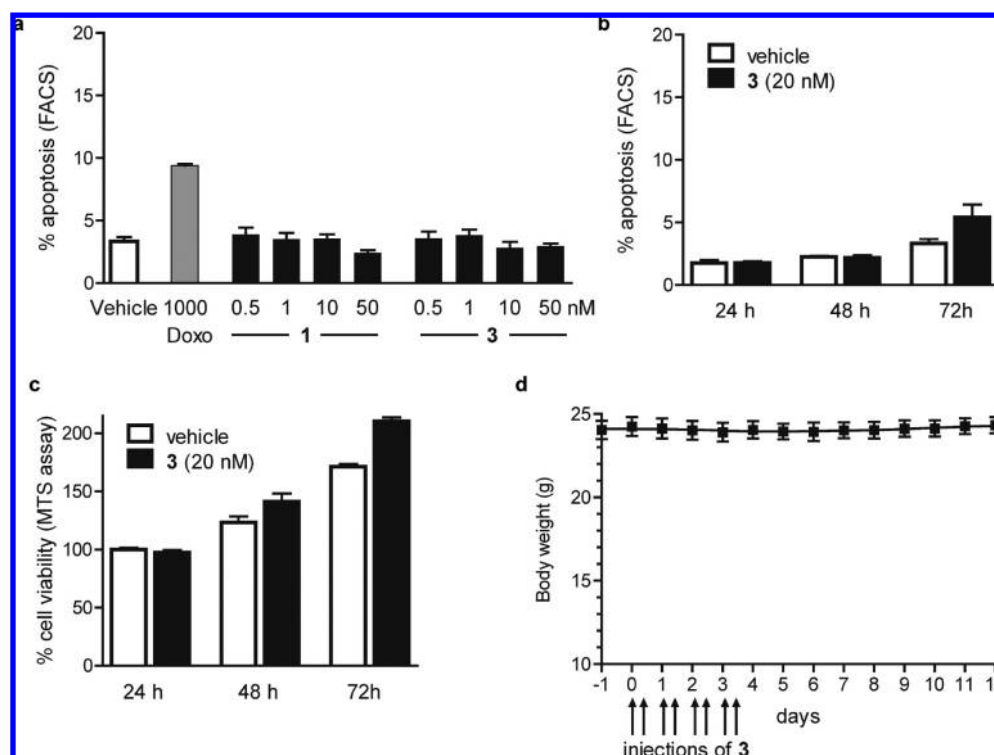 a
% apoptosis (FACS)
20
15
10
5
0
Vehicle 1000 0.5 1 10 50 0.5 1 10 50 nM
Doxo 1 3
b
% apoptosis (FACS)
20
15
10
5
0
vehicle
3 (20 nM)
24 h 48 h 72h
c
% cell viability (MTS assay)
200
150
100
50
0
vehicle
3 (20 nM)
24 h 48 h 72h
d
Body weight (g)
25
20
15
10
-1 0 1 2 3 4 5 6 7 8 9 10 11
days
injections of 3